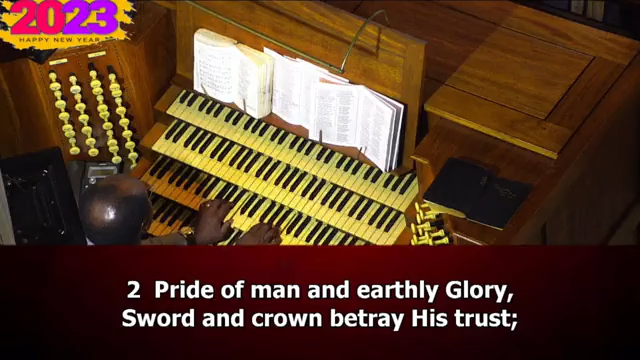 2023
HAPPY NEW YEAR
2 Pride of man and earthly Glory,
Sword and crown betray His trust;